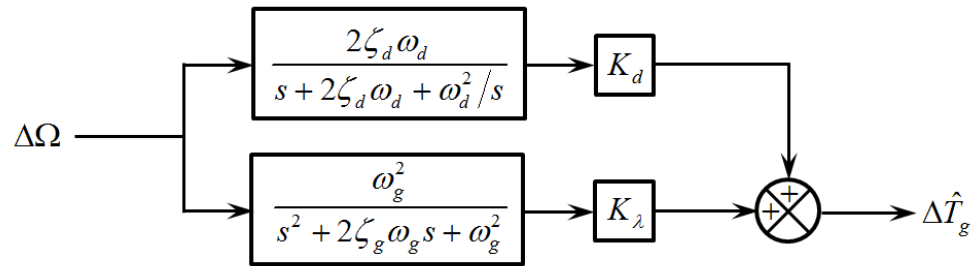 2ζ_d ω_d
s + 2ζ_d ω_d + ω_d^2/s
K_d
ΔΩ
ω_g^2
s^2 + 2ζ_g ω_g s + ω_g^2
K_λ
+
+
ΔT̂_g